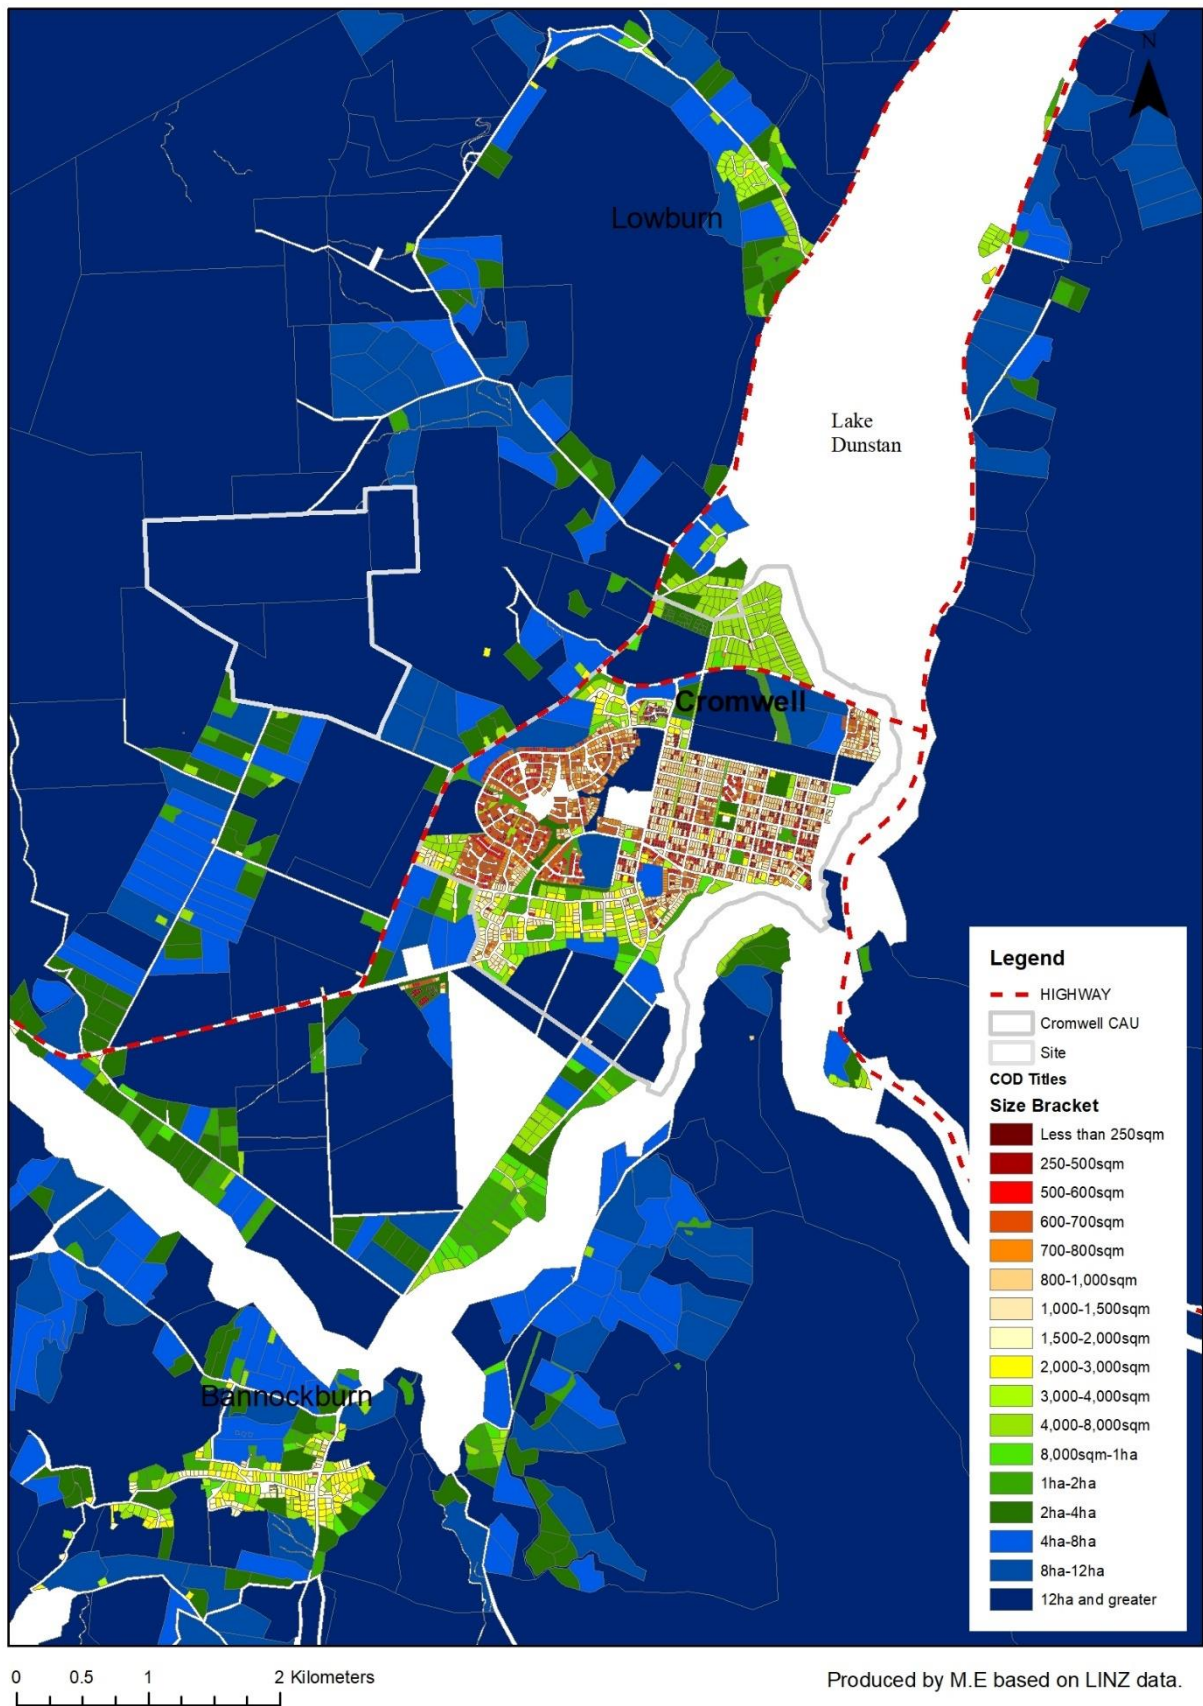 N
Lowburn
Lake
Dunstan
Cromwell
Bannockburn
Legend
HIGHWAY
Cromwell CAU
Site
COD Titles
Size Bracket
Less than 250sqm
250-500sqm
500-600sqm
600-700sqm
700-800sqm
800-1,000sqm
1,000-1,500sqm
1,500-2,000sqm
2,000-3,000sqm
3,000-4,000sqm
4,000-8,000sqm
8,000sqm-1ha
1ha-2ha
2ha-4ha
4ha-8ha
8ha-12ha
12ha and greater
0 0.5 1 2 Kilometers
Produced by M.E based on LINZ data.